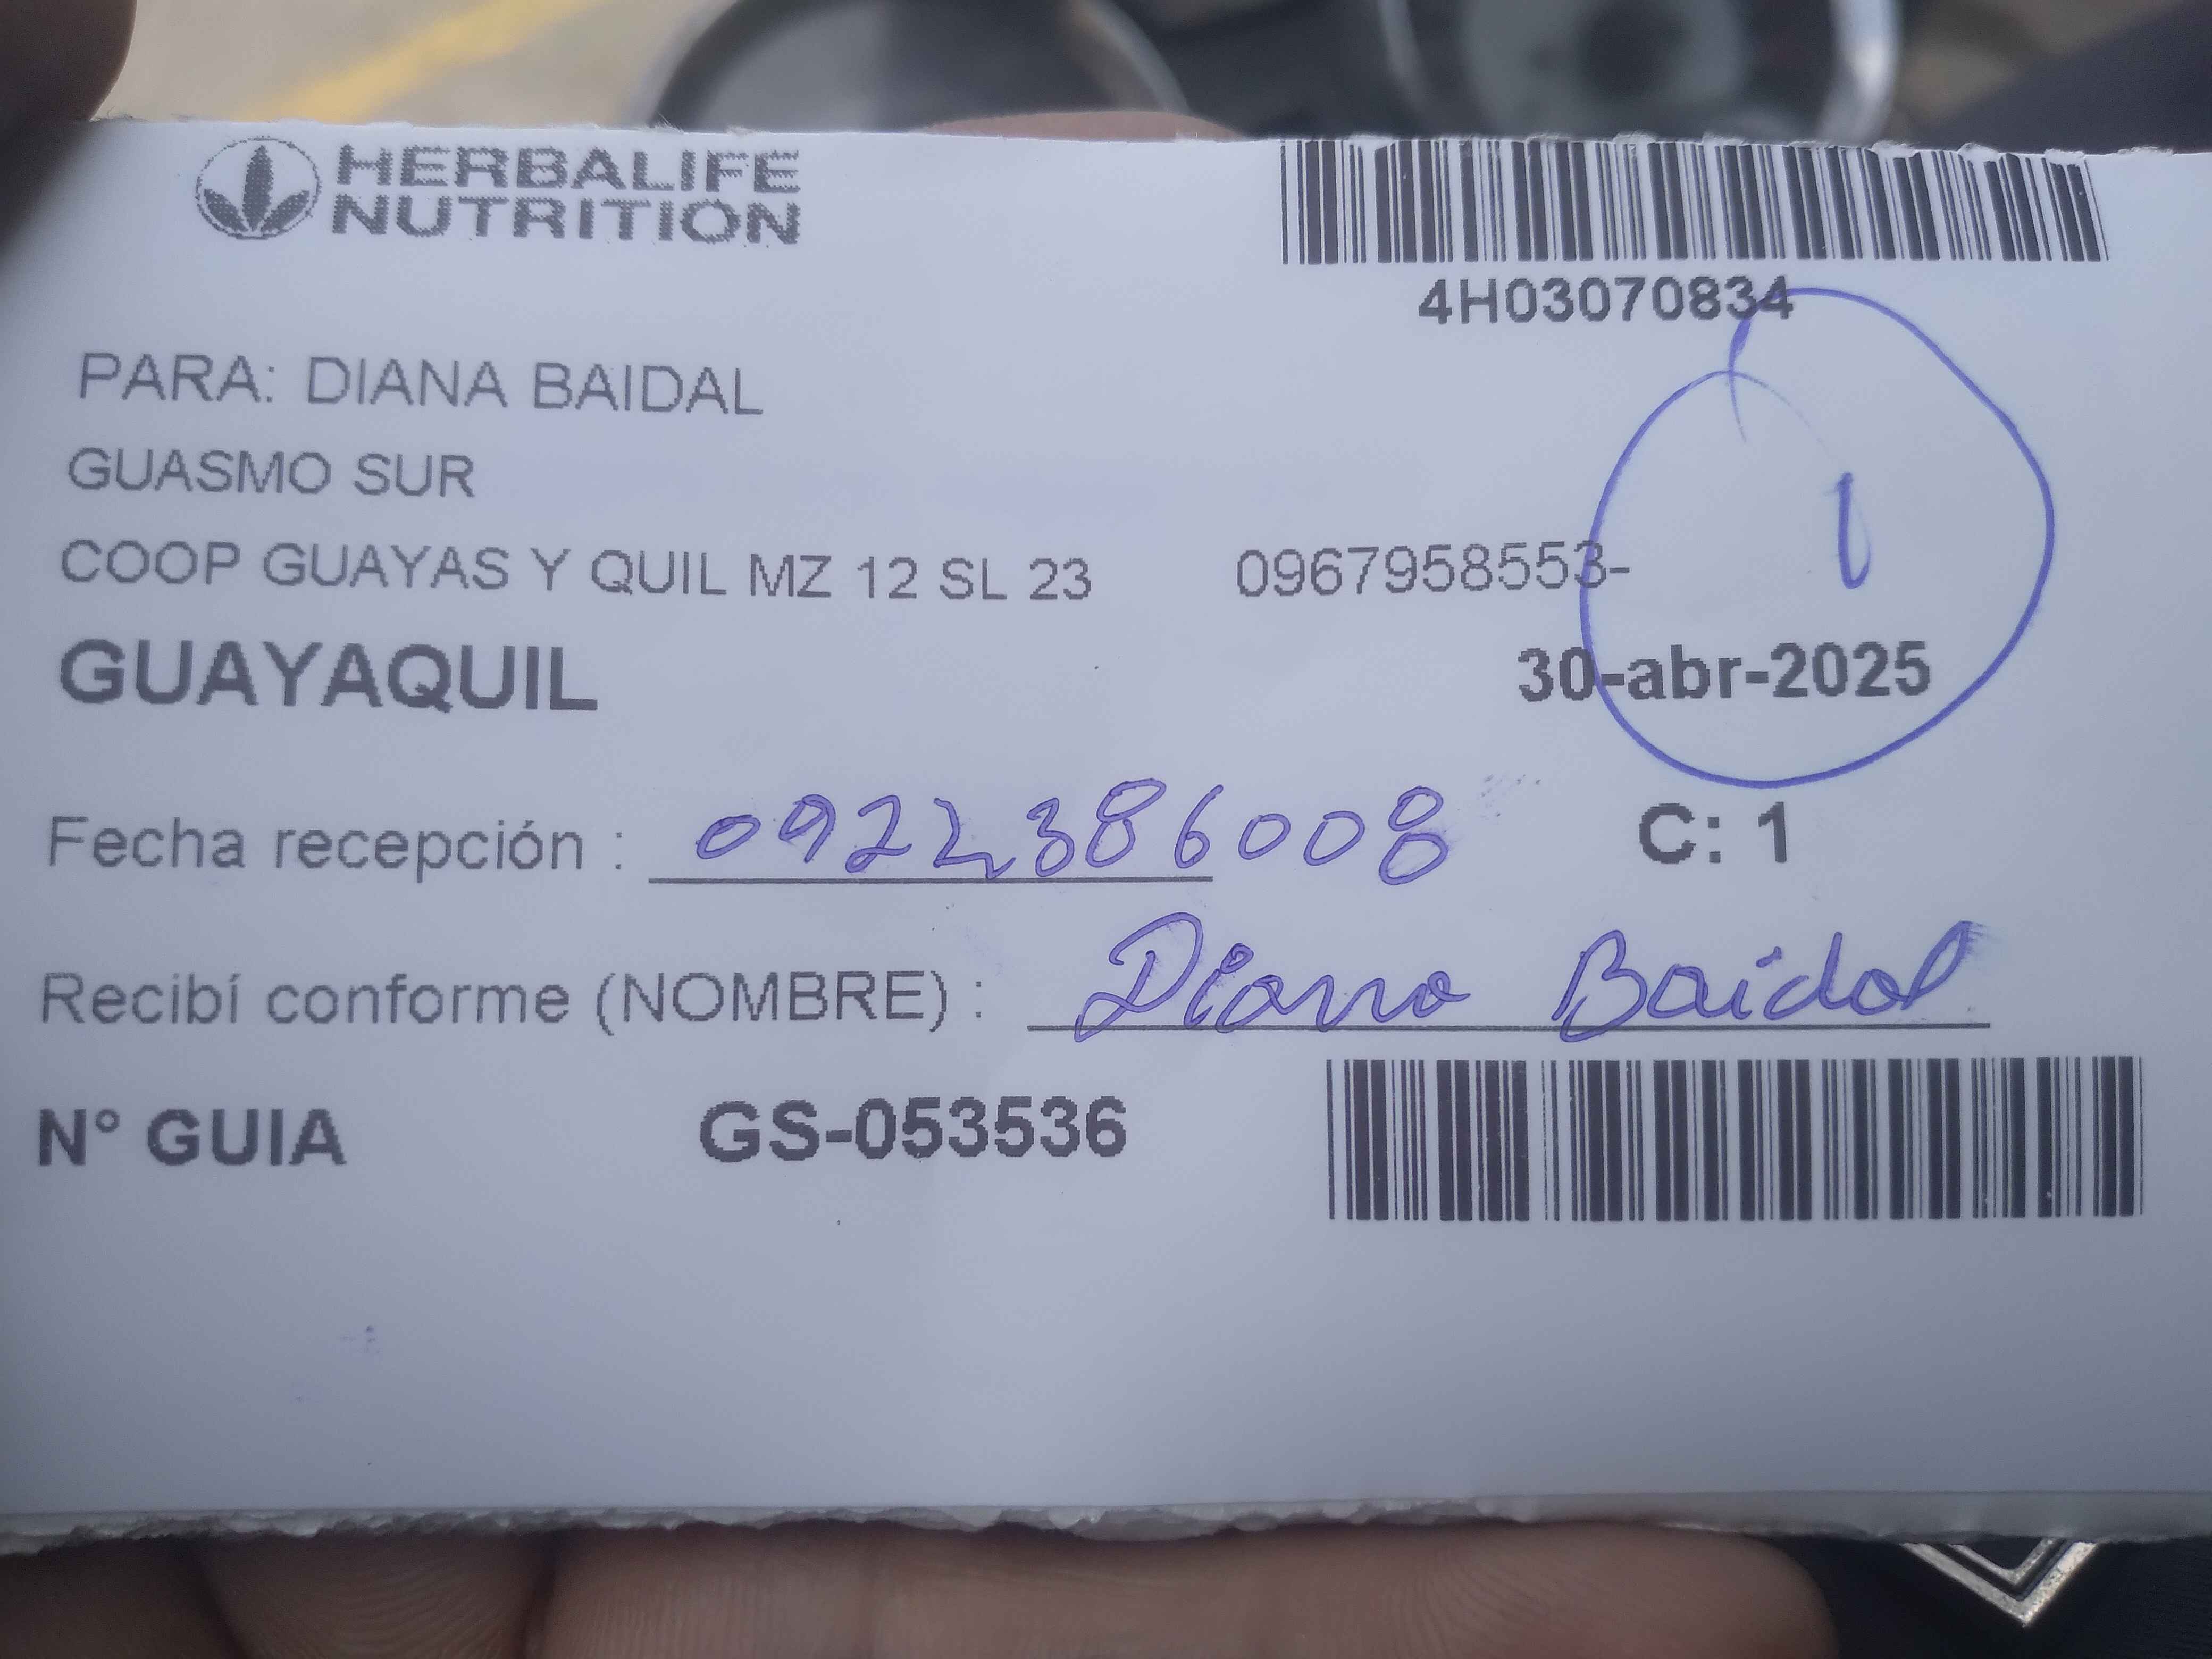 HERBALIFE
NUTRITION
4H03070834
PARA: DIANA BAIDAL
GUASMO SUR
COOP GUAYAS Y QUIL MZ 12 SL 23 0967958553-
1
GUAYAQUIL 30-abr-2025
Fecha recepción : 0922386008 C: 1
Recibí conforme (NOMBRE) : Diana Baidal
N° GUIA GS-053536